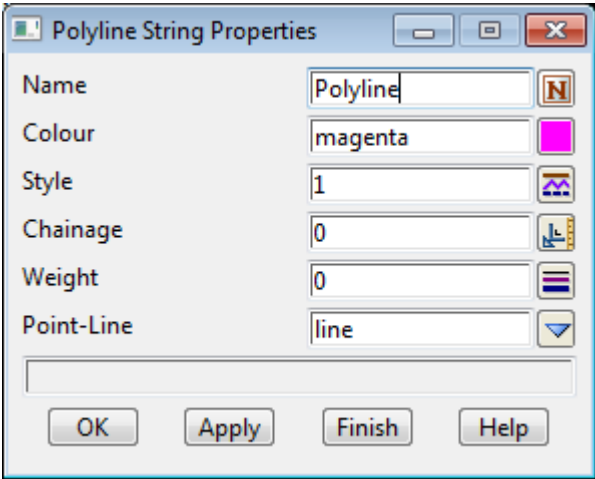 Polyline String Properties
Name Polyline N
Colour magenta
Style 1
Chainage 0
Weight 0
Point-Line line
OK Apply Finish Help